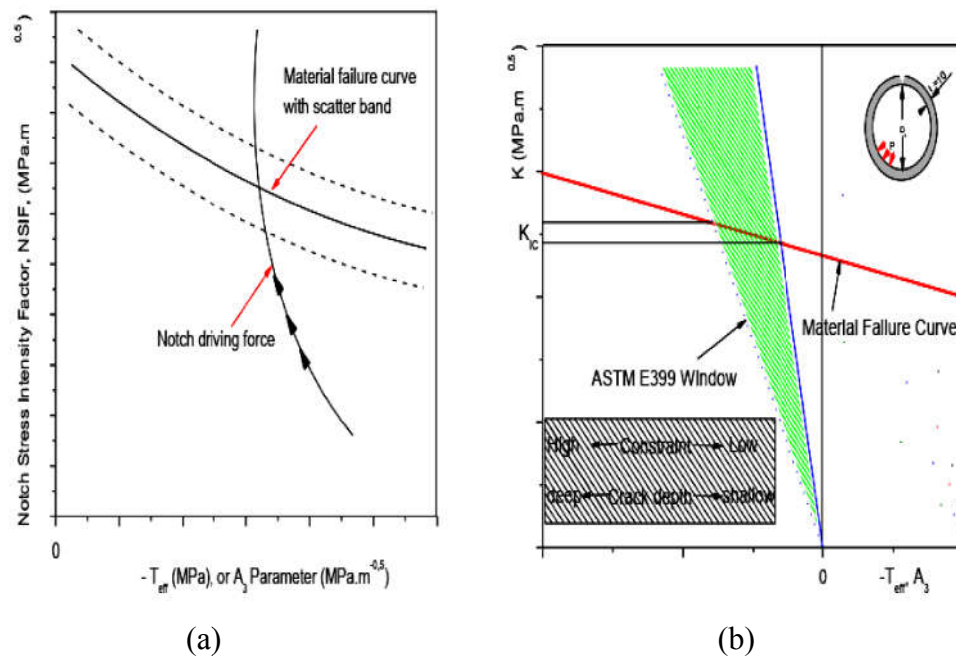 Notch Stress Intensity Factor, NSIF, (MPa.m^0.5)
Material failure curve
with scatter band
Notch driving force
0
- T_eff (MPa), or A_3 Parameter (MPa.m^-0,5)
(a)
K (MPa.m^0.5)
K_Ic
D_i
P
Material Failure Curve
ASTM E399 Window
High Constraint Low
deep Crack depth shallow
0
-T_eff, A_3
(b)